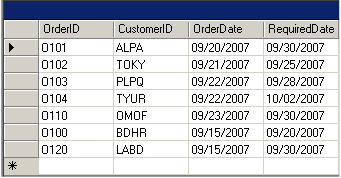 OrderID CustomerID OrderDate RequiredDate
O101 ALPA 09/20/2007 09/30/2007
O102 TOKY 09/21/2007 09/25/2007
O103 PLPQ 09/22/2007 09/28/2007
O104 TYUR 09/22/2007 10/02/2007
O110 OMOF 09/23/2007 09/30/2007
O100 BDHR 09/15/2007 09/20/2007
O120 LABD 09/15/2007 09/30/2007